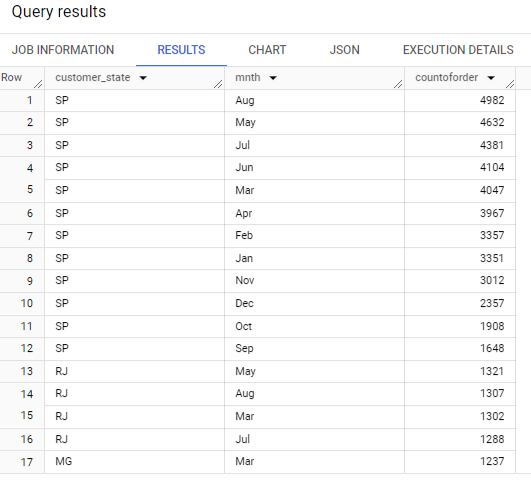 Query results
JOB INFORMATION RESULTS CHART JSON EXECUTION DETAILS
Row customer_state mnth countoforder
1 SP Aug 4982
2 SP May 4632
3 SP Jul 4381
4 SP Jun 4104
5 SP Mar 4047
6 SP Apr 3967
7 SP Feb 3357
8 SP Jan 3351
9 SP Nov 3012
10 SP Dec 2357
11 SP Oct 1908
12 SP Sep 1648
13 RJ May 1321
14 RJ Aug 1307
15 RJ Mar 1302
16 RJ Jul 1288
17 MG Mar 1237